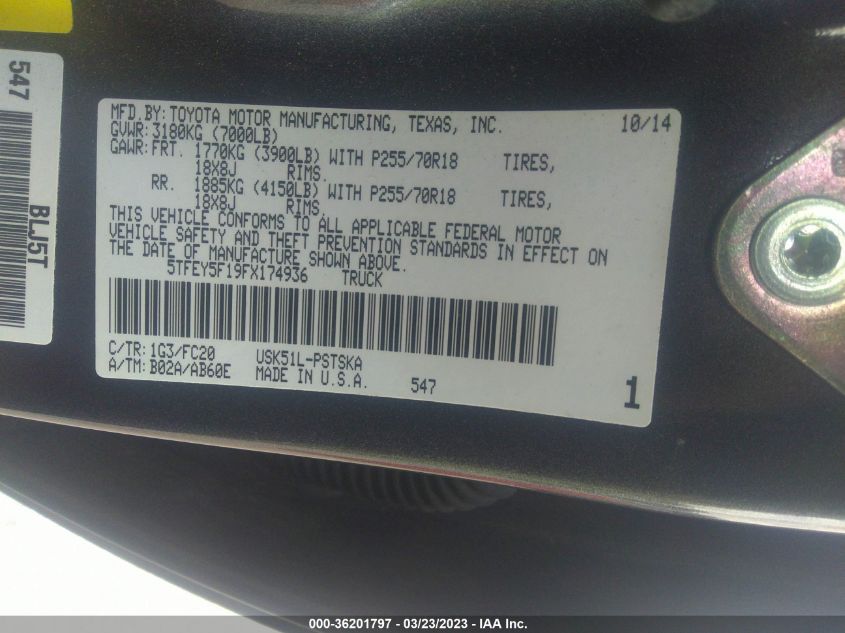 547
BLJ5T
MFD.BY:TOYOTA MOTOR MANUFACTURING, TEXAS, INC. 10/14
GVWR:3180KG (7000LB)
GAWR:FRT. 1770KG (3900LB) WITH P255/70R18 TIRES,
18X8J RIMS.
RR. 1885KG (4150LB) WITH P255/70R18 TIRES,
18X8J RIMS.
THIS VEHICLE CONFORMS TO ALL APPLICABLE FEDERAL MOTOR
VEHICLE SAFETY AND THEFT PREVENTION STANDARDS IN EFFECT ON
THE DATE OF MANUFACTURE SHOWN ABOVE.
5TFEY5F19FX174936 TRUCK
C/TR:1G3/FC20 USK51L-PSTSKA
A/TM:B02A/AB60E MADE IN U.S.A. 547 1
000-36201797 - 03/23/2023 - IAA Inc.